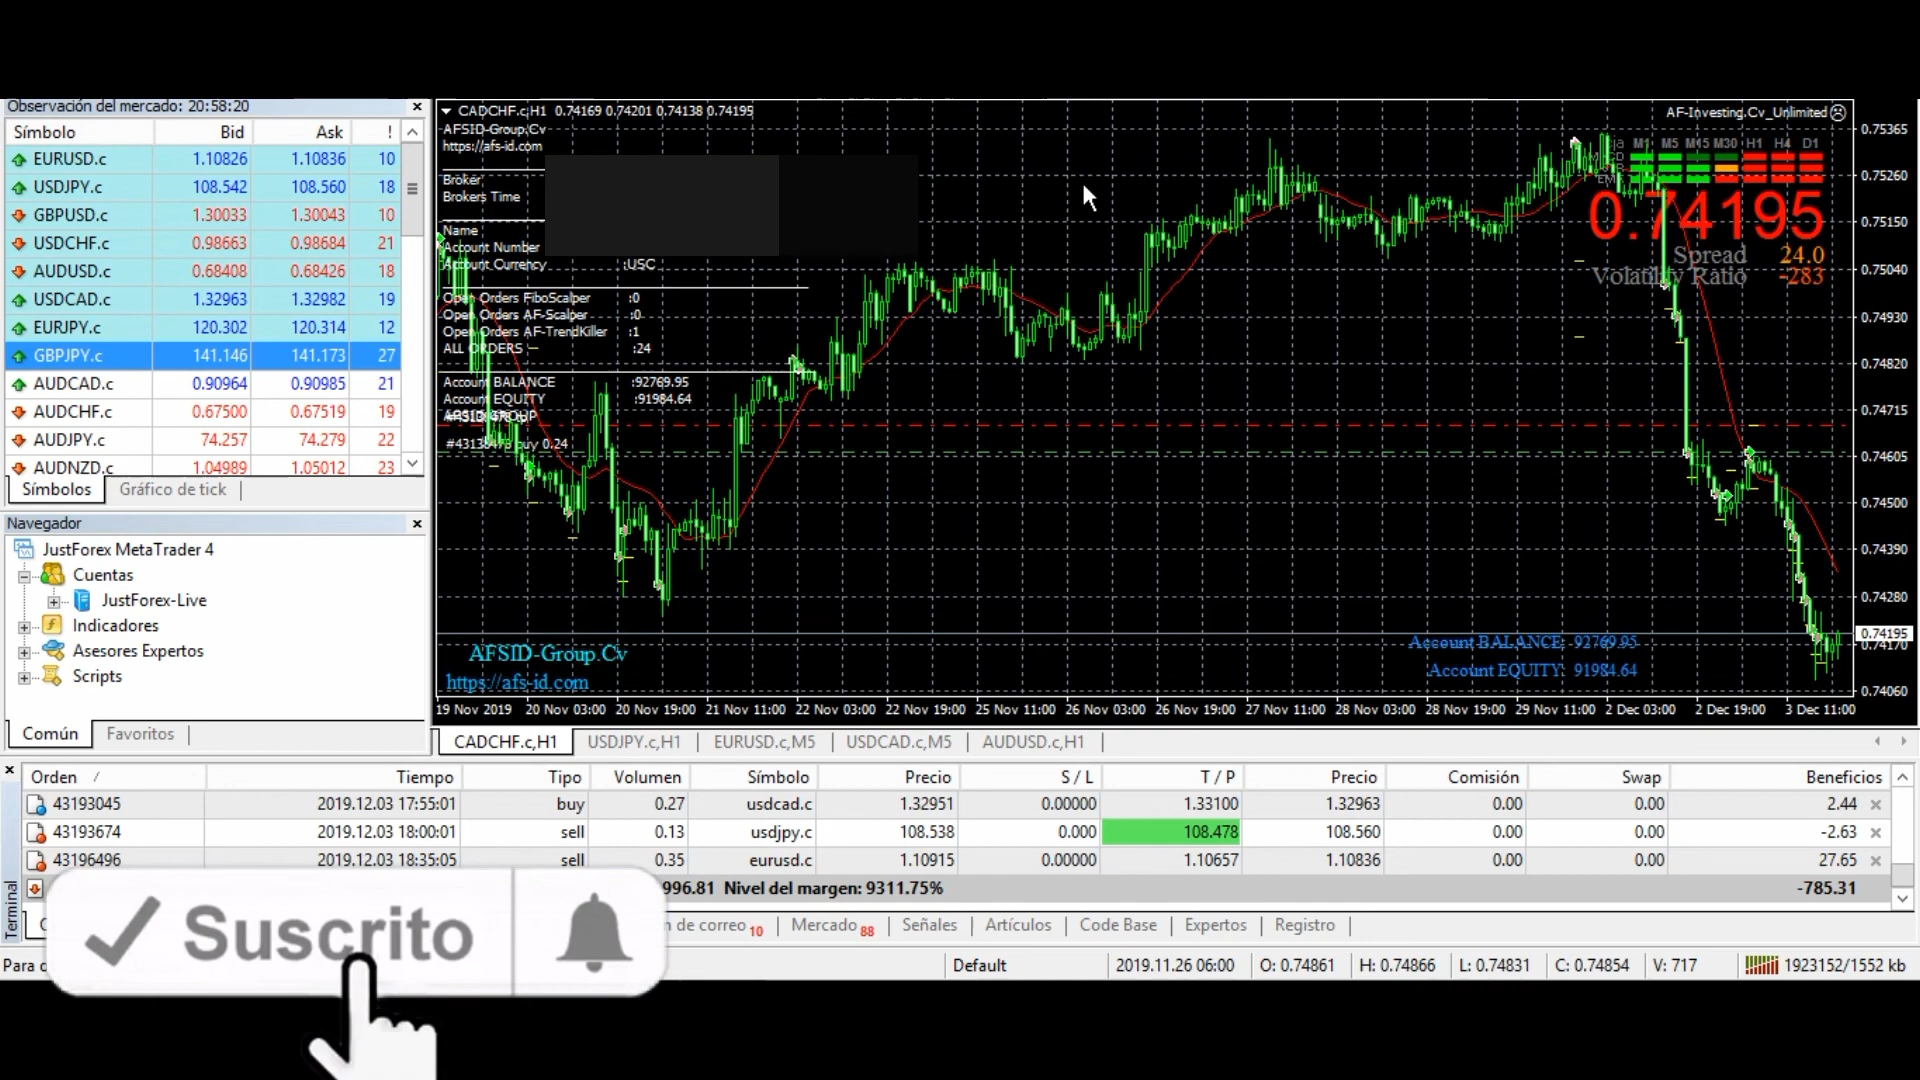 Observación del mercado: 20:58:20
Símbolo Bid Ask !
EURUSD.c 1.10826 1.10836 10
USDJPY.c 108.542 108.560 18
GBPUSD.c 1.30033 1.30043 10
USDCHF.c 0.98663 0.98684 21
AUDUSD.c 0.68408 0.68426 18
USDCAD.c 1.32963 1.32982 19
EURJPY.c 120.302 120.314 12
GBPJPY.c 141.146 141.173 27
AUDCAD.c 0.90964 0.90985 21
AUDCHF.c 0.67500 0.67519 19
AUDJPY.c 74.257 74.279 22
AUDNZD.c 1.04989 1.05012 23
Símbolos Gráfico de tick
Navegador
JustForex MetaTrader 4
Cuentas
JustForex-Live
Indicadores
Asesores Expertos
Scripts
Común Favoritos
CADCHF.c,H1 0.74169 0.74201 0.74138 0.74195
AFSID-Group.Cv
https://afs-id.com
Broker
Brokers Time
Name
Account Number
Account Currency :USC
Open Orders FiboScalper :0
Open Orders AF-Scalper :0
Open Orders AF-TrendKiller :1
ALL ORDERS :24
Account BALANCE :92769.95
Account EQUITY :91984.64
buy 0.24
AF-Investing.Cv_Unlimited
M1 M5 M15 M30 H1 H4 D1
0.74195
Spread 24.0
Volatility Ratio -283
AFSID-Group.Cv
https://afs-id.com
Account BALANCE: 92769.95
Account EQUITY: 91984.64
0.75365
0.75260
0.75150
0.75040
0.74930
0.74820
0.74715
0.74605
0.74500
0.74390
0.74280
0.74195
0.74170
0.74060
19 Nov 2019 20 Nov 03:00 20 Nov 19:00 21 Nov 11:00 22 Nov 03:00 22 Nov 19:00 25 Nov 11:00 26 Nov 03:00 26 Nov 19:00 27 Nov 11:00 28 Nov 03:00 28 Nov 19:00 29 Nov 11:00 2 Dec 03:00 2 Dec 19:00 3 Dec 11:00
CADCHF.c,H1 USDJPY.c,H1 EURUSD.c,M5 USDCAD.c,M5 AUDUSD.c,H1
Orden / Tiempo Tipo Volumen Símbolo Precio S / L T / P Precio Comisión Swap Beneficios
43193045 2019.12.03 17:55:01 buy 0.27 usdcad.c 1.32951 0.00000 1.33100 1.32963 0.00 0.00 2.44
43193674 2019.12.03 18:00:01 sell 0.13 usdjpy.c 108.538 0.000 108.478 108.560 0.00 0.00 -2.63
43196496 2019.12.03 18:35:05 sell 0.35 eurusd.c 1.10915 0.00000 1.10657 1.10836 0.00 0.00 27.65
996.81 Nivel del margen: 9311.75% -785.31
Terminal
de correo 10 Mercado 88 Señales Artículos Code Base Expertos Registro
Para Default 2019.11.26 06:00 O: 0.74861 H: 0.74866 L: 0.74831 C: 0.74854 V: 717 1923152/1552 kb
Suscrito